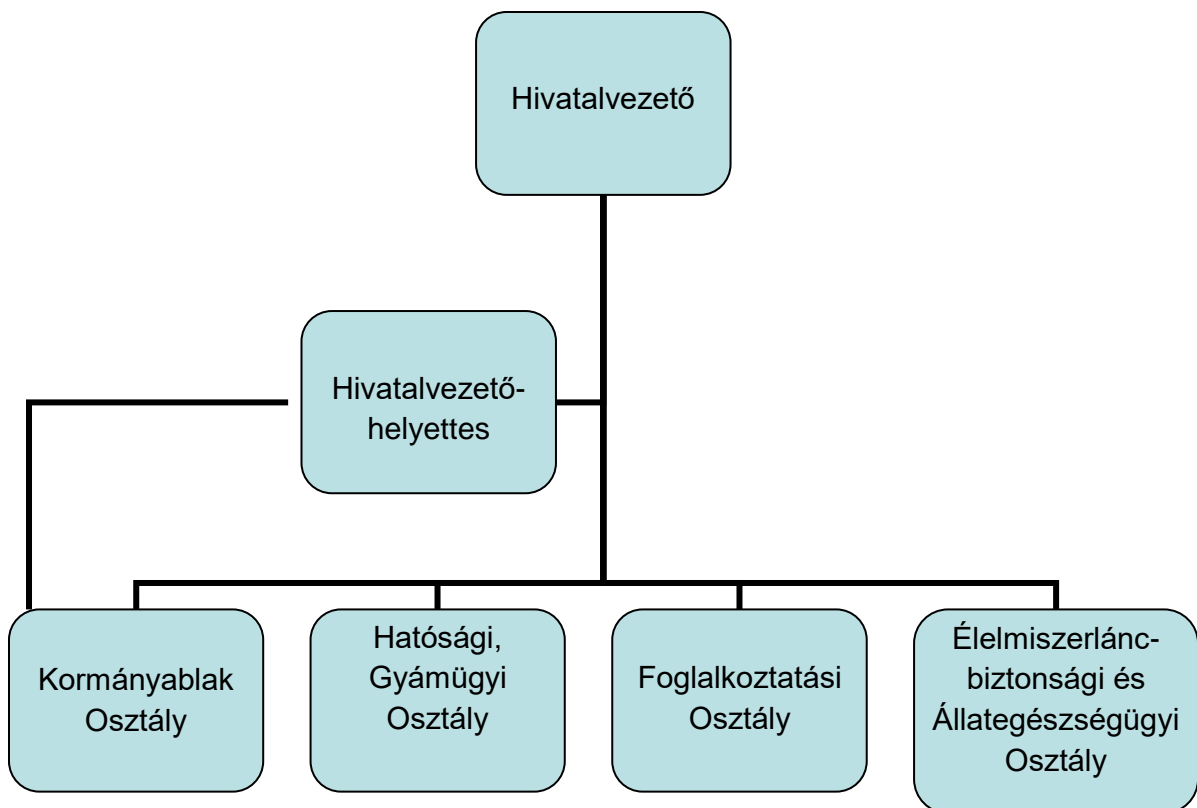 Hivatalvezető
Hivatalvezető-
helyettes
Kormányablak
Osztály
Hatósági,
Gyámügyi
Osztály
Foglalkoztatási
Osztály
Élelmiszerlánc-
biztonsági és
Állategészségügyi
Osztály